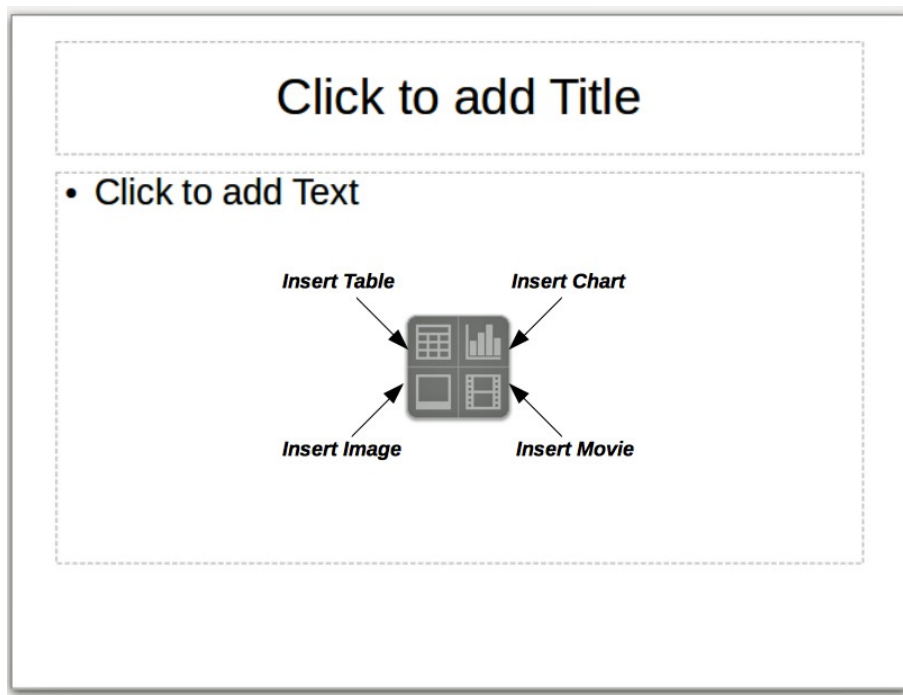 Click to add Title
• Click to add Text
Insert Table Insert Chart
Insert Image Insert Movie